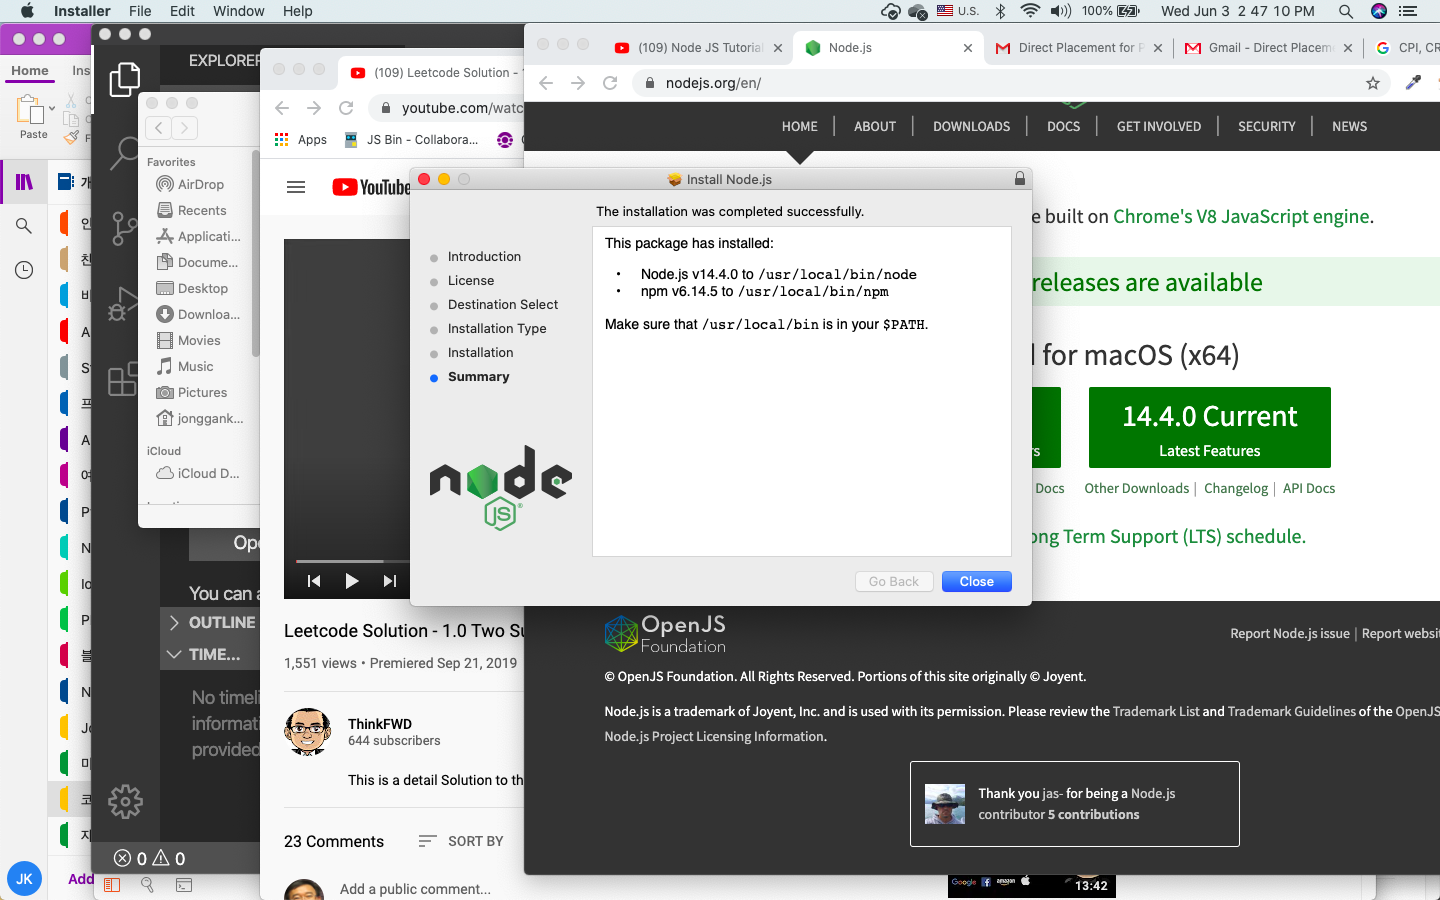 Installer File Edit Window Help
U.S. 100% Wed Jun 3 2 47 10 PM
Home Ins
Paste
EXPLORER
Favorites
AirDrop
Recents
Applicati...
Docume...
Desktop
Downloa...
Movies
Music
Pictures
jonggank...
iCloud
iCloud D...
Ope
You can
OUTLINE
TIME...
No timeli
informati
provided
0 0
JK
Add
(109) Leetcode Solution -
youtube.com/watc
Apps JS Bin - Collabora...
YouTube
Leetcode Solution - 1.0 Two Su
1,551 views • Premiered Sep 21, 2019
ThinkFWD
644 subscribers
This is a detail Solution to th
23 Comments SORT BY
Add a public comment...
(109) Node JS Tutorial Node.js Direct Placement for P Gmail - Direct Placem CPI, CR
nodejs.org/en/
HOME ABOUT DOWNLOADS DOCS GET INVOLVED SECURITY NEWS
e built on Chrome's V8 JavaScript engine.
releases are available
d for macOS (x64)
14.4.0 Current
Latest Features
Docs Other Downloads | Changelog | API Docs
ong Term Support (LTS) schedule.
Install Node.js
The installation was completed successfully.
Introduction
License
Destination Select
Installation Type
Installation
Summary
This package has installed:
• Node.js v14.4.0 to /usr/local/bin/node
• npm v6.14.5 to /usr/local/bin/npm
Make sure that /usr/local/bin is in your $PATH.
node
JS
Go Back Close
OpenJS
Foundation
Report Node.js issue | Report websit
© OpenJS Foundation. All Rights Reserved. Portions of this site originally © Joyent.
Node.js is a trademark of Joyent, Inc. and is used with its permission. Please review the Trademark List and Trademark Guidelines of the OpenJS
Node.js Project Licensing Information.
Thank you jas- for being a Node.js
contributor 5 contributions
Google amazon
13:42